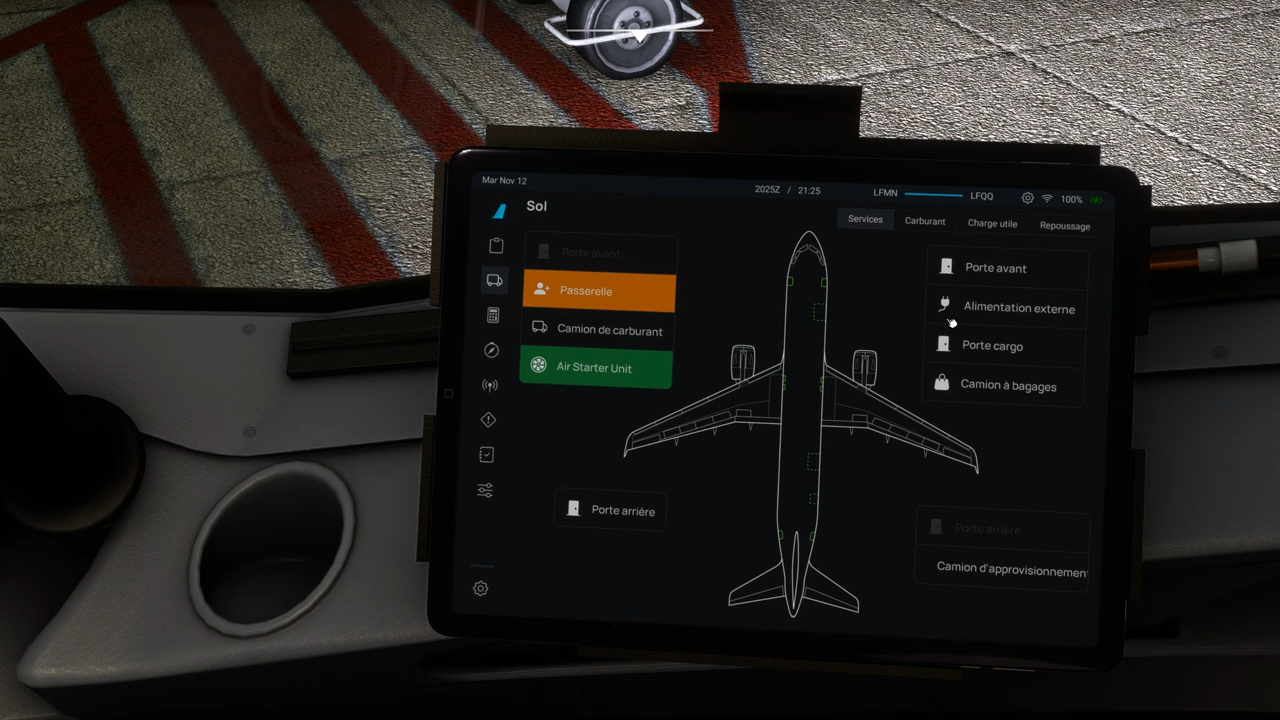 Mar Nov 12
2025Z / 21:25
LFMN
LFQQ
100%
Sol
Services
Carburant
Charge utile
Repoussage
Porte avant
Passerelle
Camion de carburant
Air Starter Unit
Porte avant
Alimentation externe
Porte cargo
Camion à bagages
Porte arrière
Porte arrière
Camion d'approvisionnement